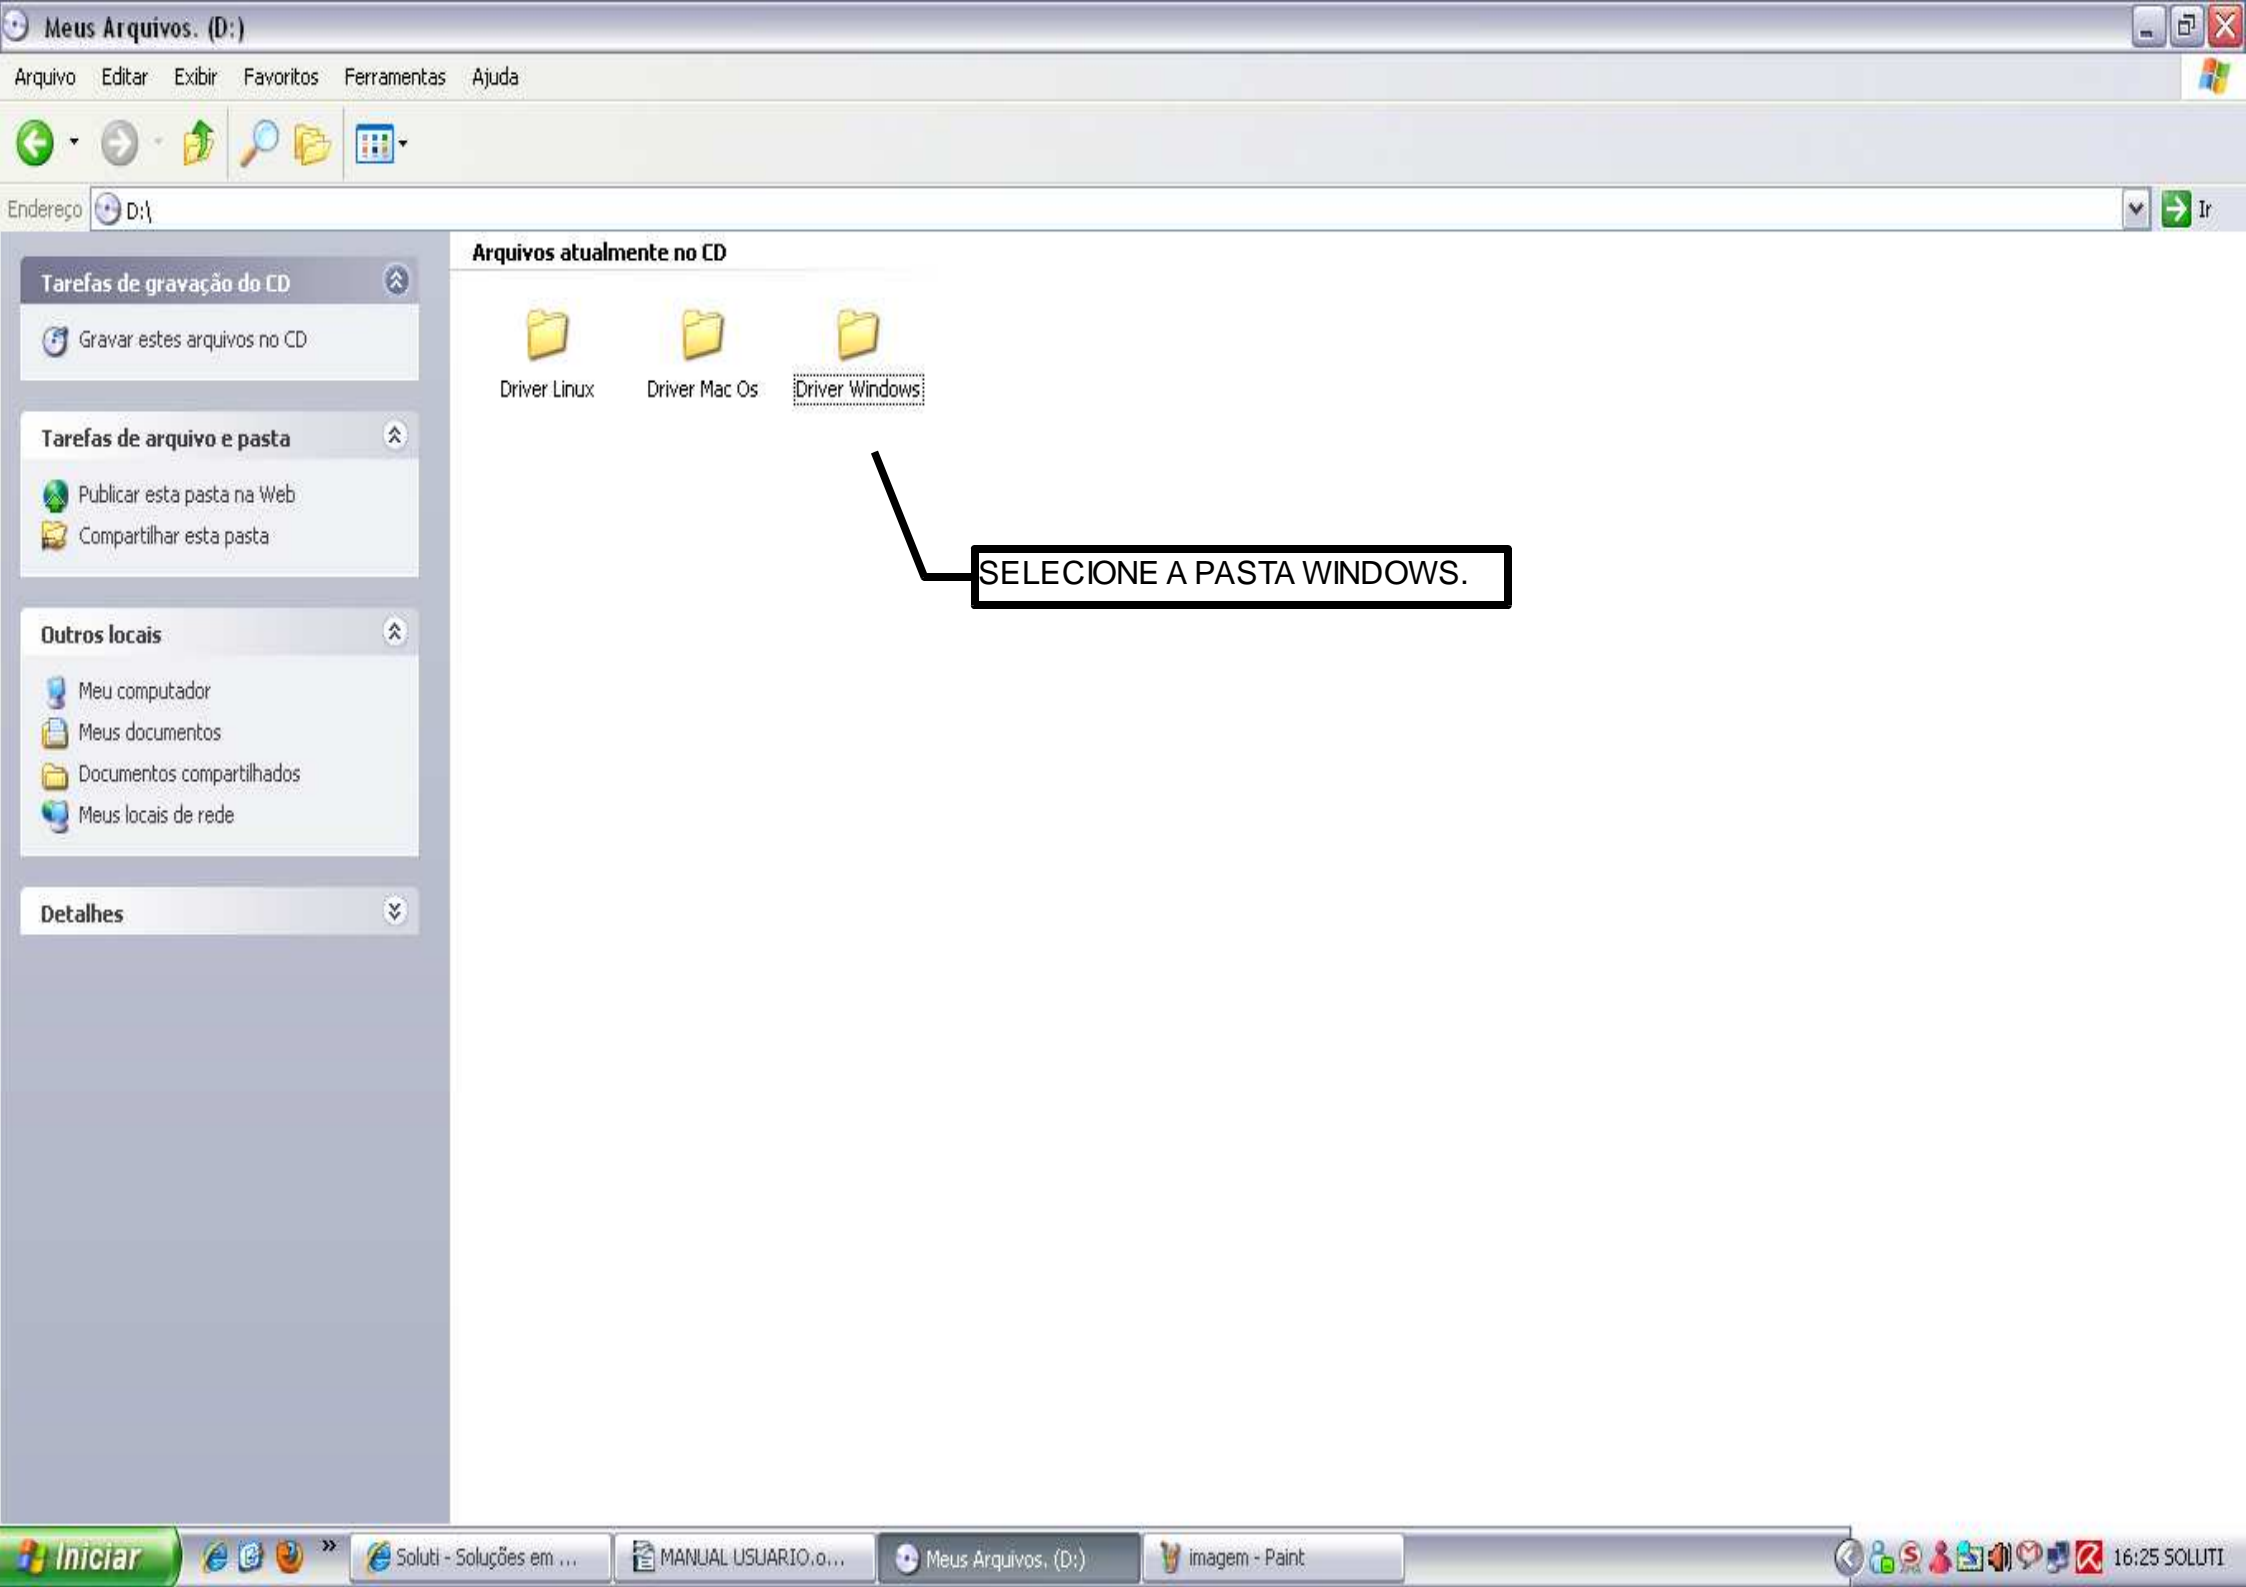 Meus Arquivos. (D:)
Arquivo Editar Exibir Favoritos Ferramentas Ajuda
Endereço D:\ Ir
Arquivos atualmente no CD
Tarefas de gravação do CD
Gravar estes arquivos no CD
Driver Linux Driver Mac Os Driver Windows
Tarefas de arquivo e pasta
Publicar esta pasta na Web
Compartilhar esta pasta
SELECIONE A PASTA WINDOWS.
Outros locais
Meu computador
Meus documentos
Documentos compartilhados
Meus locais de rede
Detalhes
Iniciar » Soluti - Soluções em ... MANUAL USUARIO.o... Meus Arquivos. (D:) imagem - Paint 16:25 SOLUTI